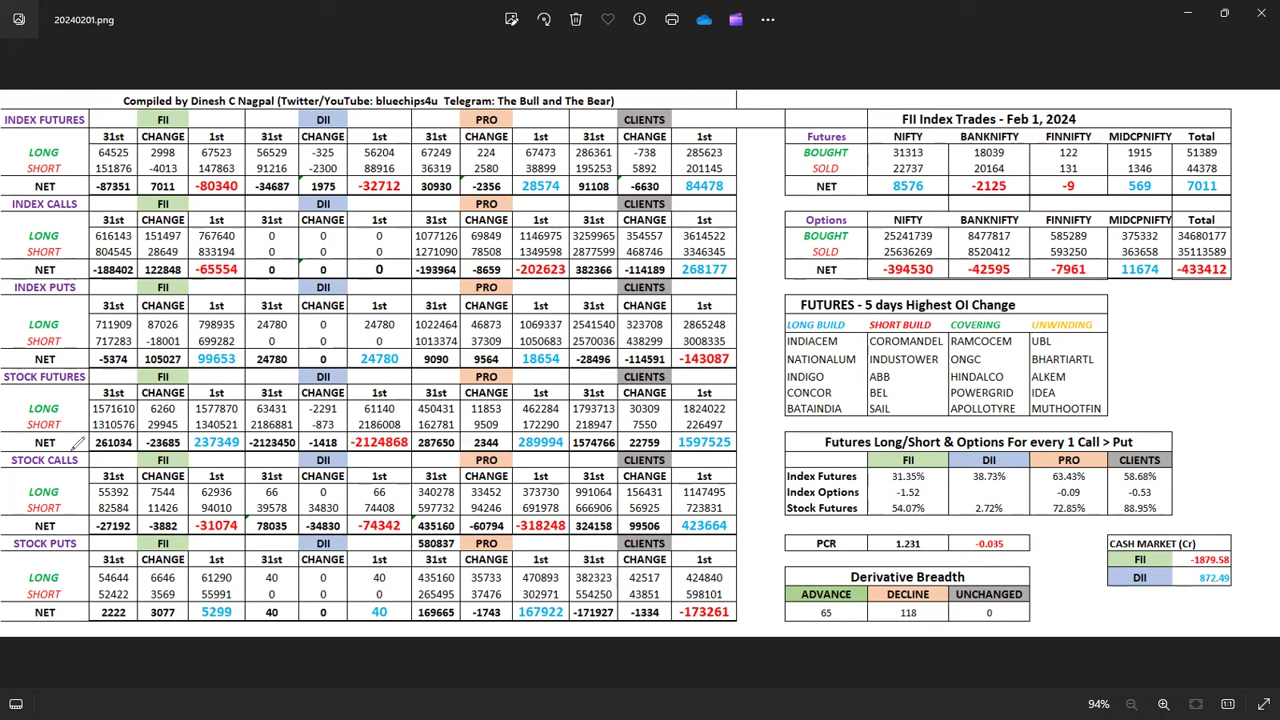 20240201.png
Compiled by Dinesh C Nagpal (Twitter/YouTube: bluechips4u Telegram: The Bull and The Bear)
INDEX FUTURES FII DII PRO CLIENTS
31st CHANGE 1st 31st CHANGE 1st 31st CHANGE 1st 31st CHANGE 1st
LONG 64525 2998 67523 56529 -325 56204 67249 224 67473 286361 -738 285623
SHORT 151876 -4013 147863 91216 -2300 88916 36319 2580 38899 195253 5892 201145
NET -87351 7011 -80340 -34687 1975 -32712 30930 -2356 28574 91108 -6630 84478
INDEX CALLS FII DII PRO CLIENTS
31st CHANGE 1st 31st CHANGE 1st 31st CHANGE 1st 31st CHANGE 1st
LONG 616143 151497 767640 0 0 0 1077126 69849 1146975 3259965 354557 3614522
SHORT 804545 28649 833194 0 0 0 1271090 78508 1349598 2877599 468746 3346345
NET -188402 122848 -65554 0 0 0 -193964 -8659 -202623 382366 -114189 268177
INDEX PUTS FII DII PRO CLIENTS
31st CHANGE 1st 31st CHANGE 1st 31st CHANGE 1st 31st CHANGE 1st
LONG 711909 87026 798935 24780 0 24780 1022464 46873 1069337 2541540 323708 2865248
SHORT 717283 -18001 699282 0 0 0 1013374 37309 1050683 2570036 438299 3008335
NET -5374 105027 99653 24780 0 24780 9090 9564 18654 -28496 -114591 -143087
STOCK FUTURES FII DII PRO CLIENTS
31st CHANGE 1st 31st CHANGE 1st 31st CHANGE 1st 31st CHANGE 1st
LONG 1571610 6260 1577870 63431 -2291 61140 450431 11853 462284 1793713 30309 1824022
SHORT 1310576 29945 1340521 2186881 -873 2186008 162781 9509 172290 218947 7550 226497
NET 261034 -23685 237349 -2123450 -1418 -2124868 287650 2344 289994 1574766 22759 1597525
STOCK CALLS FII DII PRO CLIENTS
31st CHANGE 1st 31st CHANGE 1st 31st CHANGE 1st 31st CHANGE 1st
LONG 55392 7544 62936 66 0 66 340278 33452 373730 991064 156431 1147495
SHORT 82584 11426 94010 39578 34830 74408 597732 94246 691978 666906 56925 723831
NET -27192 -3882 -31074 78035 -34830 -74342 435160 -60794 -318248 324158 99506 423664
STOCK PUTS FII DII 580837 PRO CLIENTS
31st CHANGE 1st 31st CHANGE 1st 31st CHANGE 1st 31st CHANGE 1st
LONG 54644 6646 61290 40 0 40 435160 35733 470893 382323 42517 424840
SHORT 52422 3569 55991 0 0 0 265495 37476 302971 554250 43851 598101
NET 2222 3077 5299 40 0 40 169665 -1743 167922 -171927 -1334 -173261
FII Index Trades - Feb 1, 2024
Futures NIFTY BANKNIFTY FINNIFTY MIDCPNIFTY Total
BOUGHT 31313 18039 122 1915 51389
SOLD 22737 20164 131 1346 44378
NET 8576 -2125 -9 569 7011
Options NIFTY BANKNIFTY FINNIFTY MIDCPNIFTY Total
BOUGHT 25241739 8477817 585289 375332 34680177
SOLD 25636269 8520412 593250 363658 35113589
NET -394530 -42595 -7961 11674 -433412
FUTURES - 5 days Highest OI Change
LONG BUILD SHORT BUILD COVERING UNWINDING
INDIACEM COROMANDEL RAMCOCEM UBL
NATIONALUM INDUSTOWER ONGC BHARTIARTL
INDIGO ABB HINDALCO ALKEM
CONCOR BEL POWERGRID IDEA
BATAINDIA SAIL APOLLOTYRE MUTHOOTFIN
Futures Long/Short & Options For every 1 Call > Put
FII DII PRO CLIENTS
Index Futures 31.35% 38.73% 63.43% 58.68%
Index Options -1.52 -0.09 -0.53
Stock Futures 54.07% 2.72% 72.85% 88.95%
PCR 1.231 -0.035
CASH MARKET (Cr)
FII -1879.58
DII 872.49
Derivative Breadth
ADVANCE DECLINE UNCHANGED
65 118 0
94%